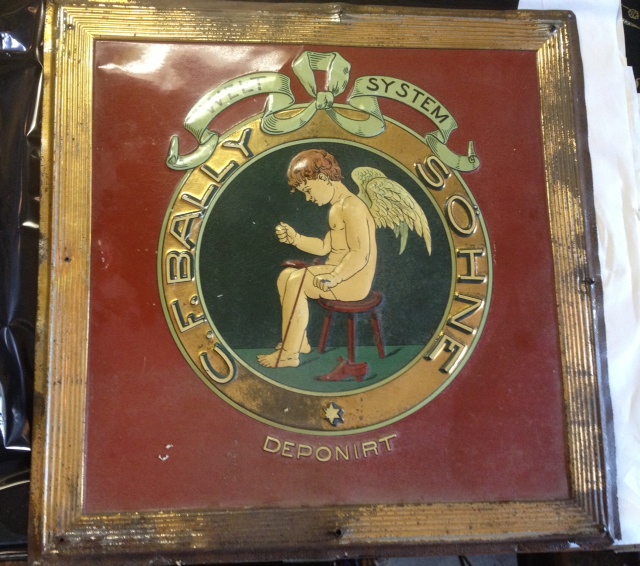 WELT SYSTEM
C.F. BALLY SÖHNE
DEPONIRT